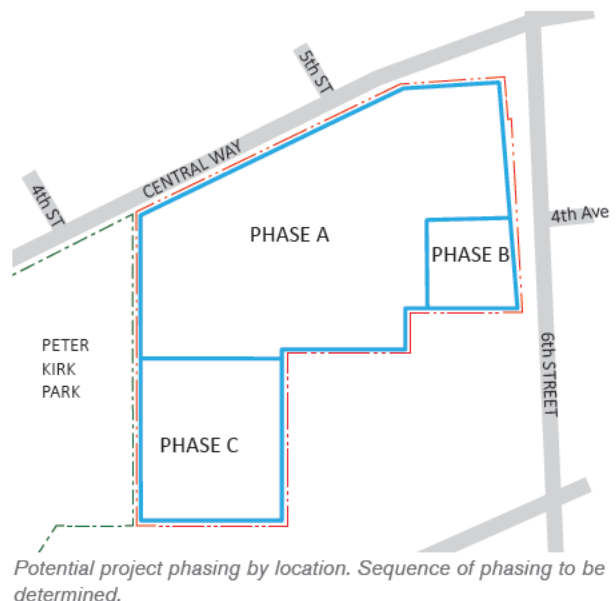 5th ST
4th ST
CENTRAL WAY
4th Ave
PHASE A
PHASE B
PETER
KIRK
PARK
6th STREET
PHASE C
Potential project phasing by location. Sequence of phasing to be
determined.